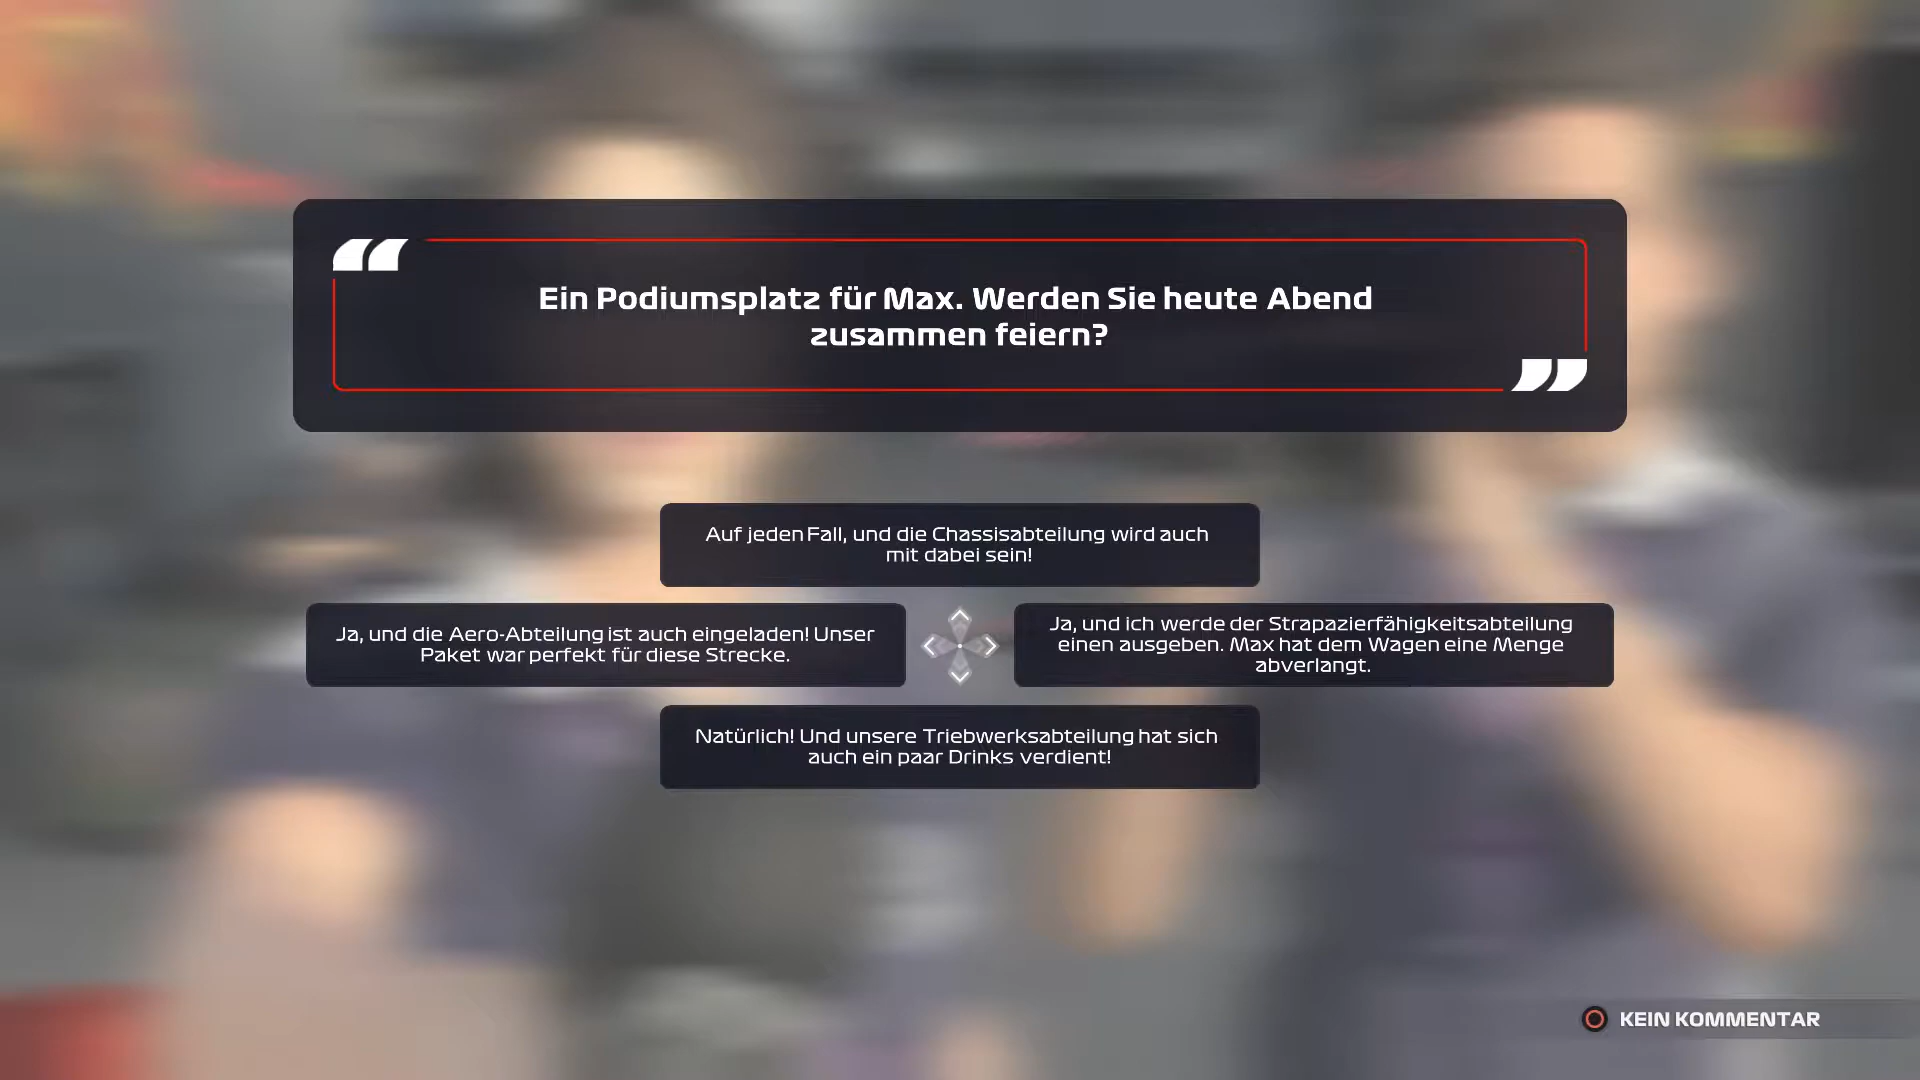 Ein Podiumsplatz für Max. Werden Sie heute Abend
zusammen feiern?
Auf jeden Fall, und die Chassisabteilung wird auch
mit dabei sein!
Ja, und die Aero-Abteilung ist auch eingeladen! Unser
Paket war perfekt für diese Strecke.
Ja, und ich werde der Strapazierfähigkeitsabteilung
einen ausgeben. Max hat dem Wagen eine Menge
abverlangt.
Natürlich! Und unsere Triebwerksabteilung hat sich
auch ein paar Drinks verdient!
KEIN KOMMENTAR